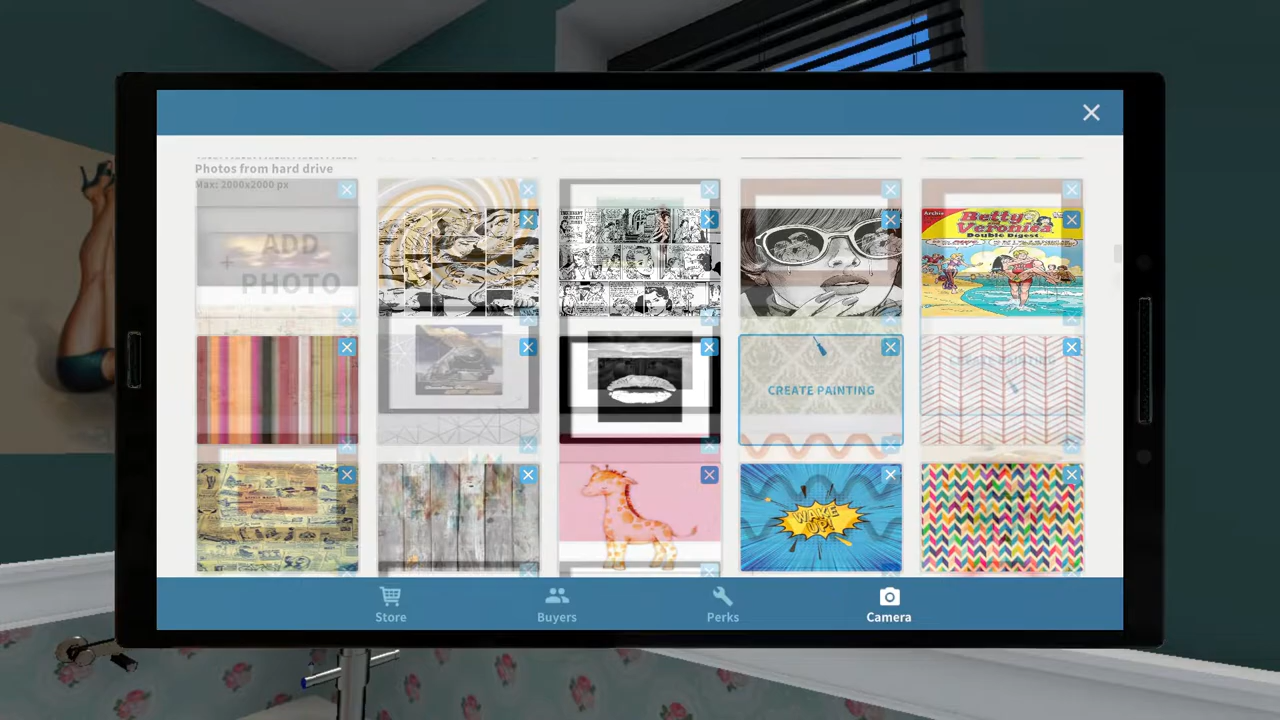 Photos from hard drive
Max: 2000x2000 px
ADD
+
PHOTO
Archie
Betty
Veronica
Double Digest
CREATE PAINTING
WAKE
UP!
Store
Buyers
Perks
Camera